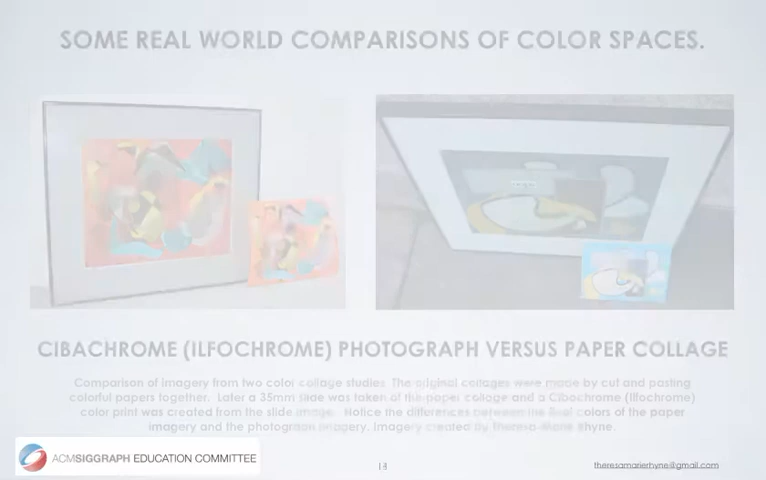 SOME REAL WORLD COMPARISONS OF COLOR SPACES.
CIBACHROME (ILFOCHROME) PHOTOGRAPH VERSUS PAPER COLLAGE
Comparison of imagery from two color collage studies. The original collages were made by cut and pasting
colorful papers together. Later a 35mm slide was taken of the paper collage and a Cibachrome (Ilfochrome)
color print was created from the slide image. Notice the differences between the final colors of the paper
imagery and the photograph imagery. Imagery created by Theresa-Marie Rhyne.
ACMSIGGRAPH EDUCATION COMMITTEE
theresamarierhyne@gmail.com